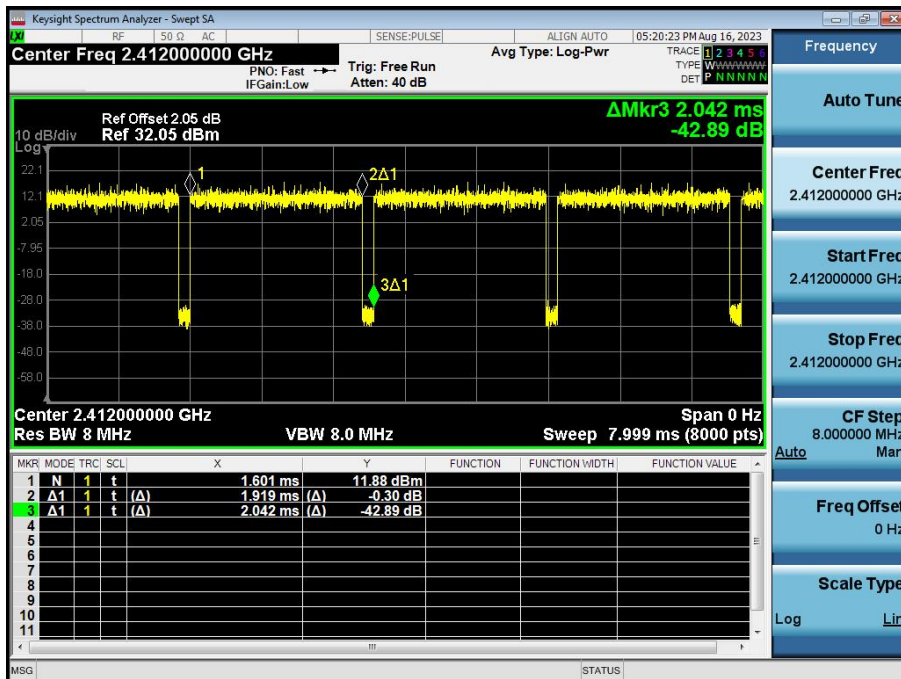 Keysight Spectrum Analyzer - Swept SA
LXI RF 50 Ω AC SENSE:PULSE ALIGN AUTO 05:20:23 PM Aug 16, 2023
Center Freq 2.412000000 GHz
PNO: Fast
IFGain:Low
Trig: Free Run
Atten: 40 dB
Avg Type: Log-Pwr
TRACE 1 2 3 4 5 6
TYPE WWWWWWW
DET P N N N N N
ΔMkr3 2.042 ms
-42.89 dB
Ref Offset 2.05 dB
10 dB/div Ref 32.05 dBm
Log
22.1
12.1
2.05
-7.95
-18.0
-28.0
-38.0
-48.0
-58.0
1
2Δ1
3Δ1
Center 2.412000000 GHz Span 0 Hz
Res BW 8 MHz VBW 8.0 MHz Sweep 7.999 ms (8000 pts)
MKR MODE TRC SCL X Y FUNCTION FUNCTION WIDTH FUNCTION VALUE
1 N 1 t 1.601 ms 11.88 dBm
2 Δ1 1 t (Δ) 1.919 ms (Δ) -0.30 dB
3 Δ1 1 t (Δ) 2.042 ms (Δ) -42.89 dB
4
5
6
7
8
9
10
11
MSG STATUS
Frequency
Auto Tune
Center Freq
2.412000000 GHz
Start Freq
2.412000000 GHz
Stop Freq
2.412000000 GHz
CF Step
8.000000 MHz
Auto Man
Freq Offset
0 Hz
Scale Type
Log Lin